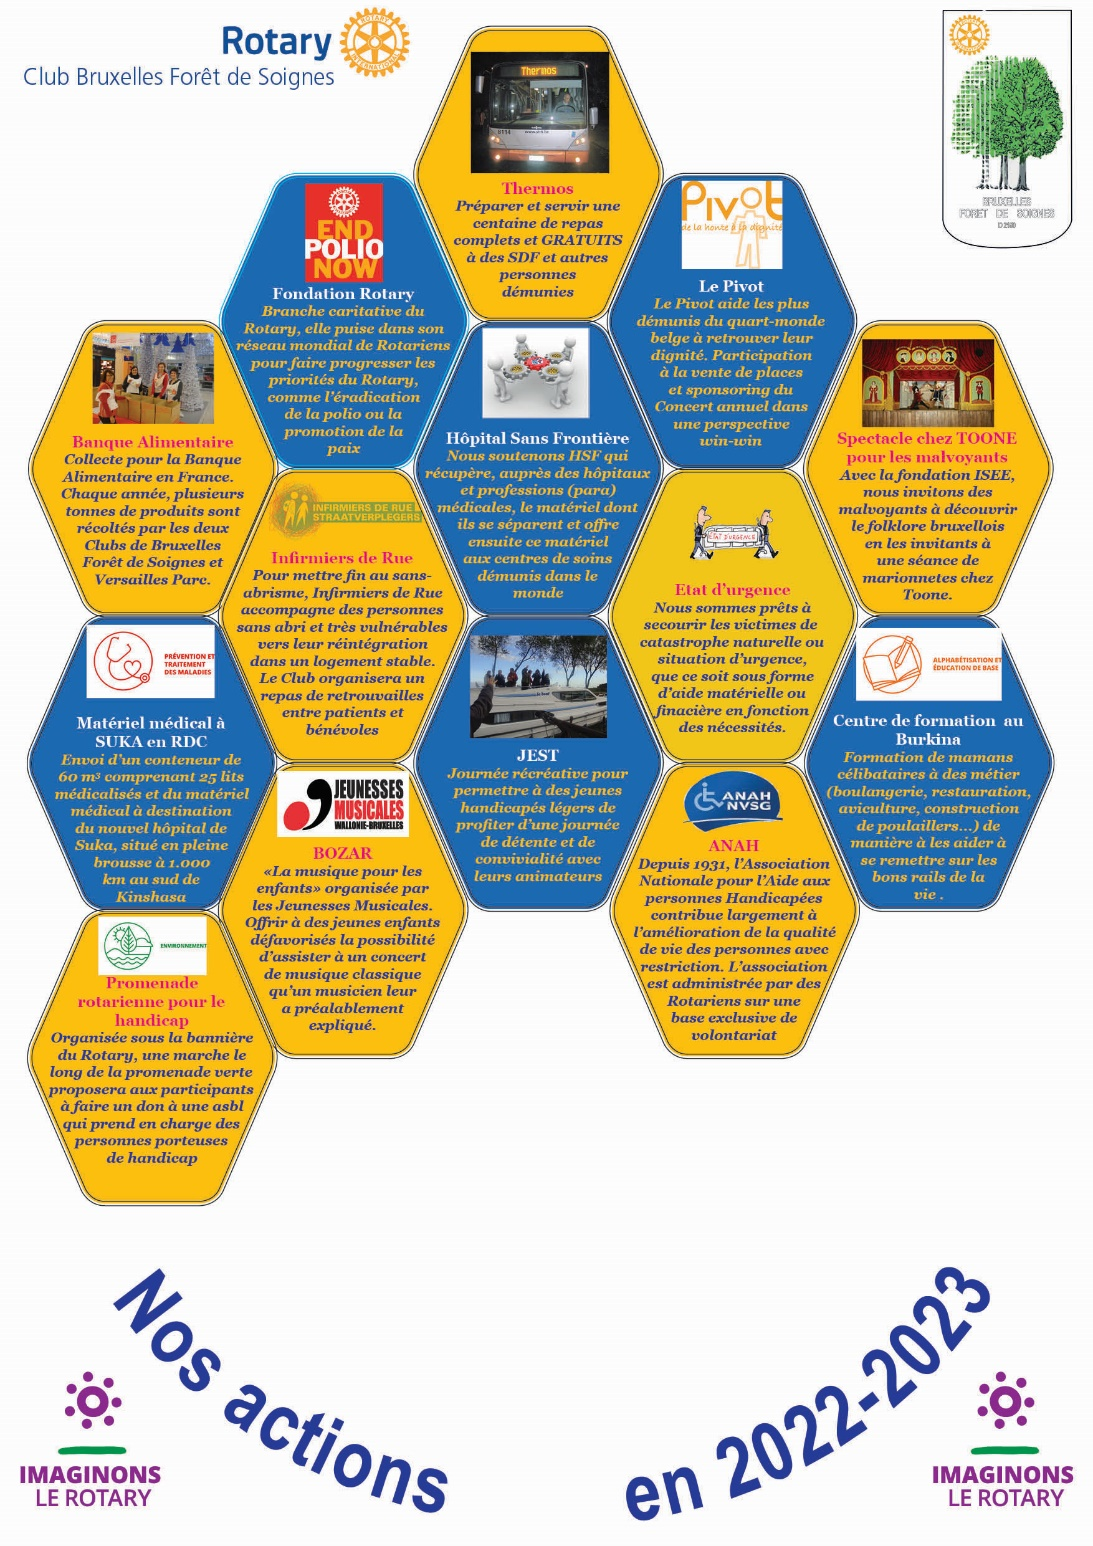 Rotary
Club Bruxelles Forêt de Soignes
ROTARY
INTERNATIONAL
BRUXELLES
FORET DE SOIGNES
D 2160
Thermos
Thermos
Préparer et servir une
centaine de repas
complets et GRATUITS
à des SDF et autres
personnes
démunies
END
POLIO
NOW
Fondation Rotary
Branche caritative du
Rotary, elle puise dans son
réseau mondial de Rotariens
pour faire progresser les
priorités du Rotary,
comme l'éradication
de la polio ou la
promotion de la
paix
Pivot
de la honte à la dignité
Le Pivot
Le Pivot aide les plus
démunis du quart-monde
belge à retrouver leur
dignité. Participation
à la vente de places
et sponsoring du
Concert annuel dans
une perspective
win-win
Banque Alimentaire
Collecte pour la Banque
Alimentaire en France.
Chaque année, plusieurs
tonnes de produits sont
récoltés par les deux
Clubs de Bruxelles
Forêt de Soignes et
Versailles Parc.
Hôpital Sans Frontière
Nous soutenons HSF qui
récupère, auprès des hôpitaux
et professions (para)
médicales, le matériel dont
ils se séparent et offre
ensuite ce matériel
aux centres de soins
démunis dans le
monde
Spectacle chez TOONE
pour les malvoyants
Avec la fondation ISEE,
nous invitons des
malvoyants à découvrir
le folklore bruxellois
en les invitants à
une séance de
marionnetes chez
Toone.
INFIRMIERS DE RUE
STRAATVERPLEGERS
Infirmiers de Rue
Pour mettre fin au sans-
abrisme, Infirmiers de Rue
accompagne des personnes
sans abri et très vulnérables
vers leur réintégration
dans un logement stable.
Le Club organisera un
repas de retrouvailles
entre patients et
bénévoles
ETAT D'URGENCE
Etat d'urgence
Nous sommes prêts à
secourir les victimes de
catastrophe naturelle ou
situation d'urgence,
que ce soit sous forme
d'aide matérielle ou
finacière en fonction
des nécessités.
PRÉVENTION ET
TRAITEMENT
DES MALADIES
Matériel médical à
SUKA en RDC
Envoi d'un conteneur de
60 m³ comprenant 25 lits
médicalisés et du matériel
médical à destination
du nouvel hôpital de
Suka, situé en pleine
brousse à 1.000
km au sud de
Kinshasa
JEST
Journée récréative pour
permettre à des jeunes
handicapés légers de
profiter d'une journée
de détente et de
convivialité avec
leurs animateurs
ALPHABÉTISATION ET
ÉDUCATION DE BASE
Centre de formation au
Burkina
Formation de mamans
célibataires à des métier
(boulangerie, restauration,
aviculture, construction
de poulaillers...) de
manière à les aider à
se remettre sur les
bons rails de la
vie .
JEUNESSES
MUSICALES
WALLONIE-BRUXELLES
BOZAR
«La musique pour les
enfants» organisée par
les Jeunesses Musicales.
Offrir à des jeunes enfants
défavorisés la possibilité
d'assister à un concert
de musique classique
qu'un musicien leur
a préalablement
expliqué.
ANAH
NVSG
ANAH
Depuis 1931, l'Association
Nationale pour l'Aide aux
personnes Handicapées
contribue largement à
l'amélioration de la qualité
de vie des personnes avec
restriction. L'association
est administrée par des
Rotariens sur une
base exclusive de
volontariat
ENVIRONNEMENT
Promenade
rotarienne pour le
handicap
Organisée sous la bannière
du Rotary, une marche le
long de la promenade verte
proposera aux participants
à faire un don à une asbl
qui prend en charge des
personnes porteuses
de handicap
Nos actions
en 2022-2023
IMAGINONS
LE ROTARY
IMAGINONS
LE ROTARY